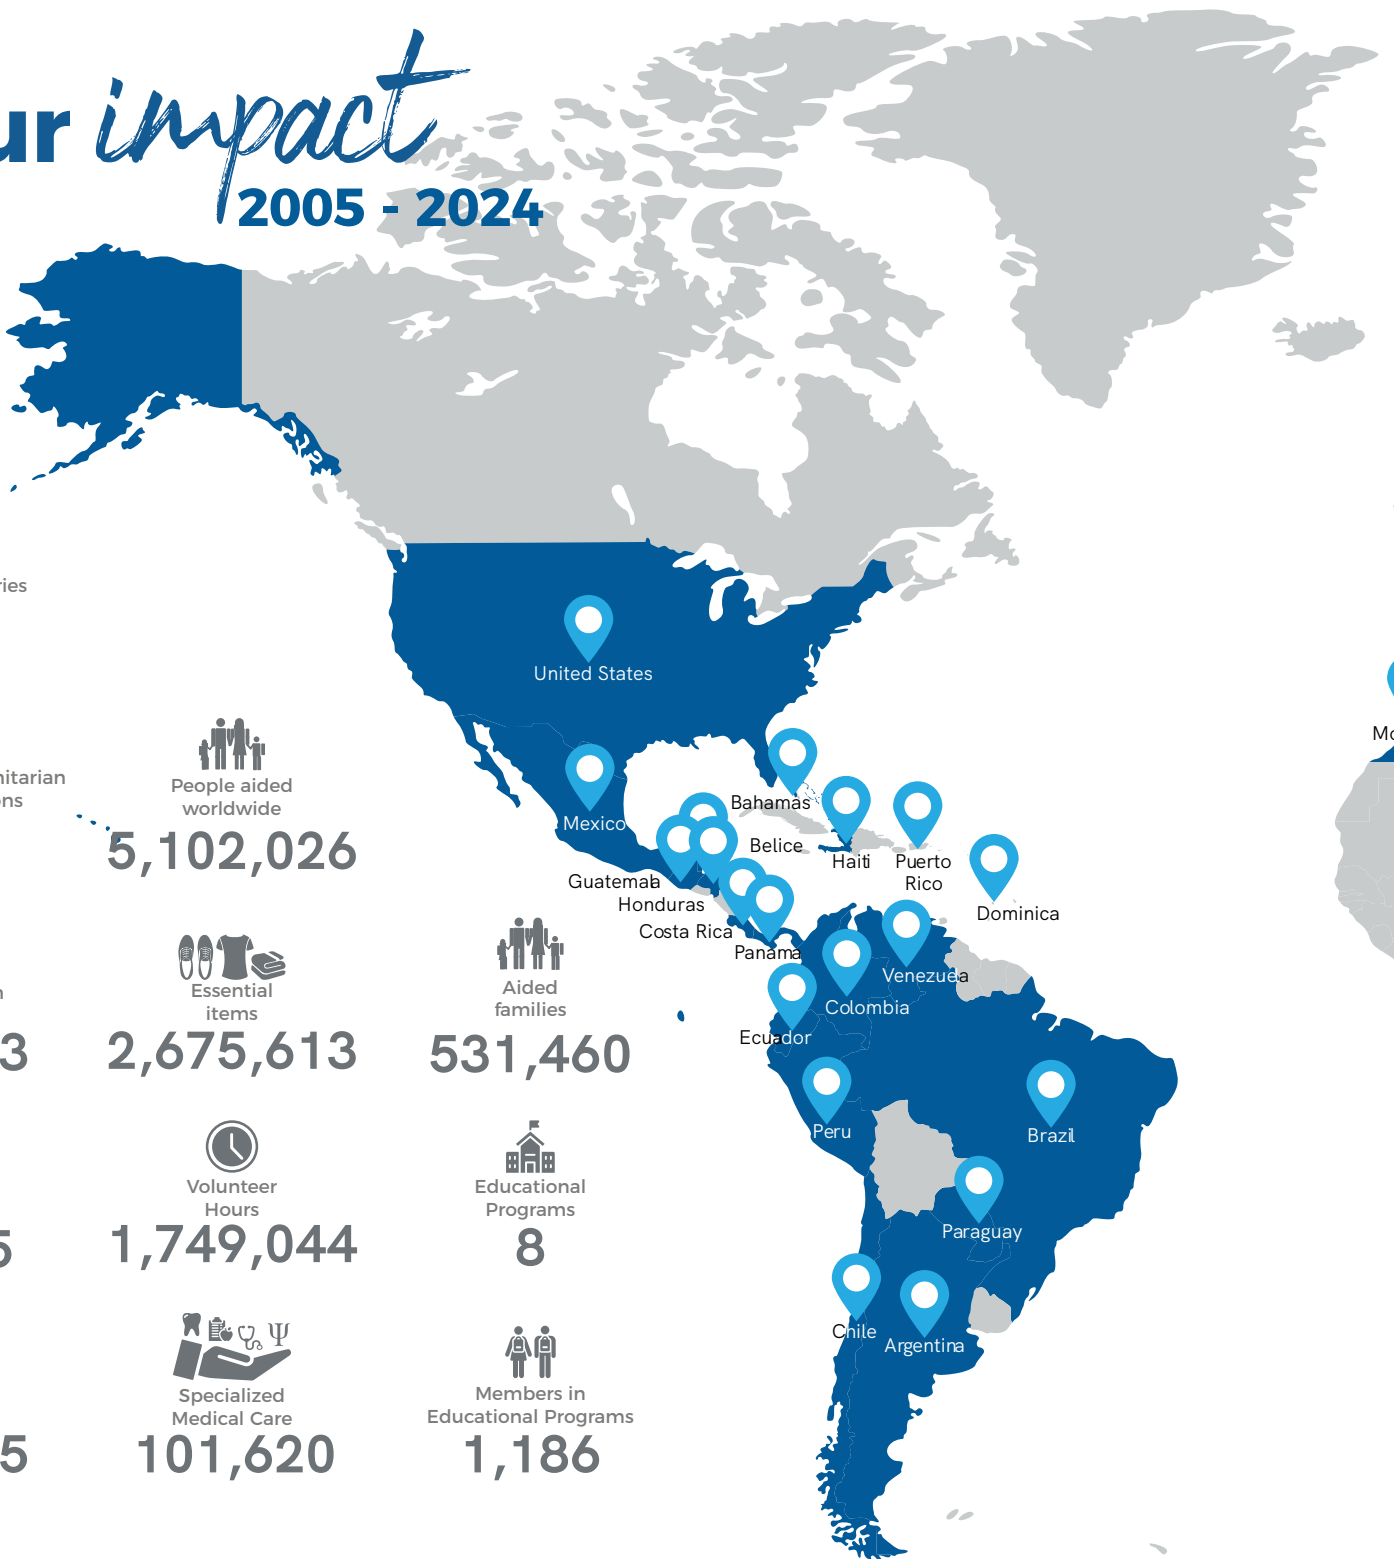 ur impact
2005 - 2024
ries
United States
People aided
worldwide
5,102,026
nitarian
ons
Mexico
Bahamas
Belice
Haiti
Puerto
Rico
Guatemala
Honduras
Costa Rica
Panama
Dominica
Mo
Venezuela
Colombia
Ecuador
Essential
items
2,675,613
Aided
families
531,460
n
3
Peru
Brazil
Volunteer
Hours
1,749,044
Educational
Programs
8
5
Paraguay
Chile
Argentina
Specialized
Medical Care
101,620
Members in
Educational Programs
1,186
5